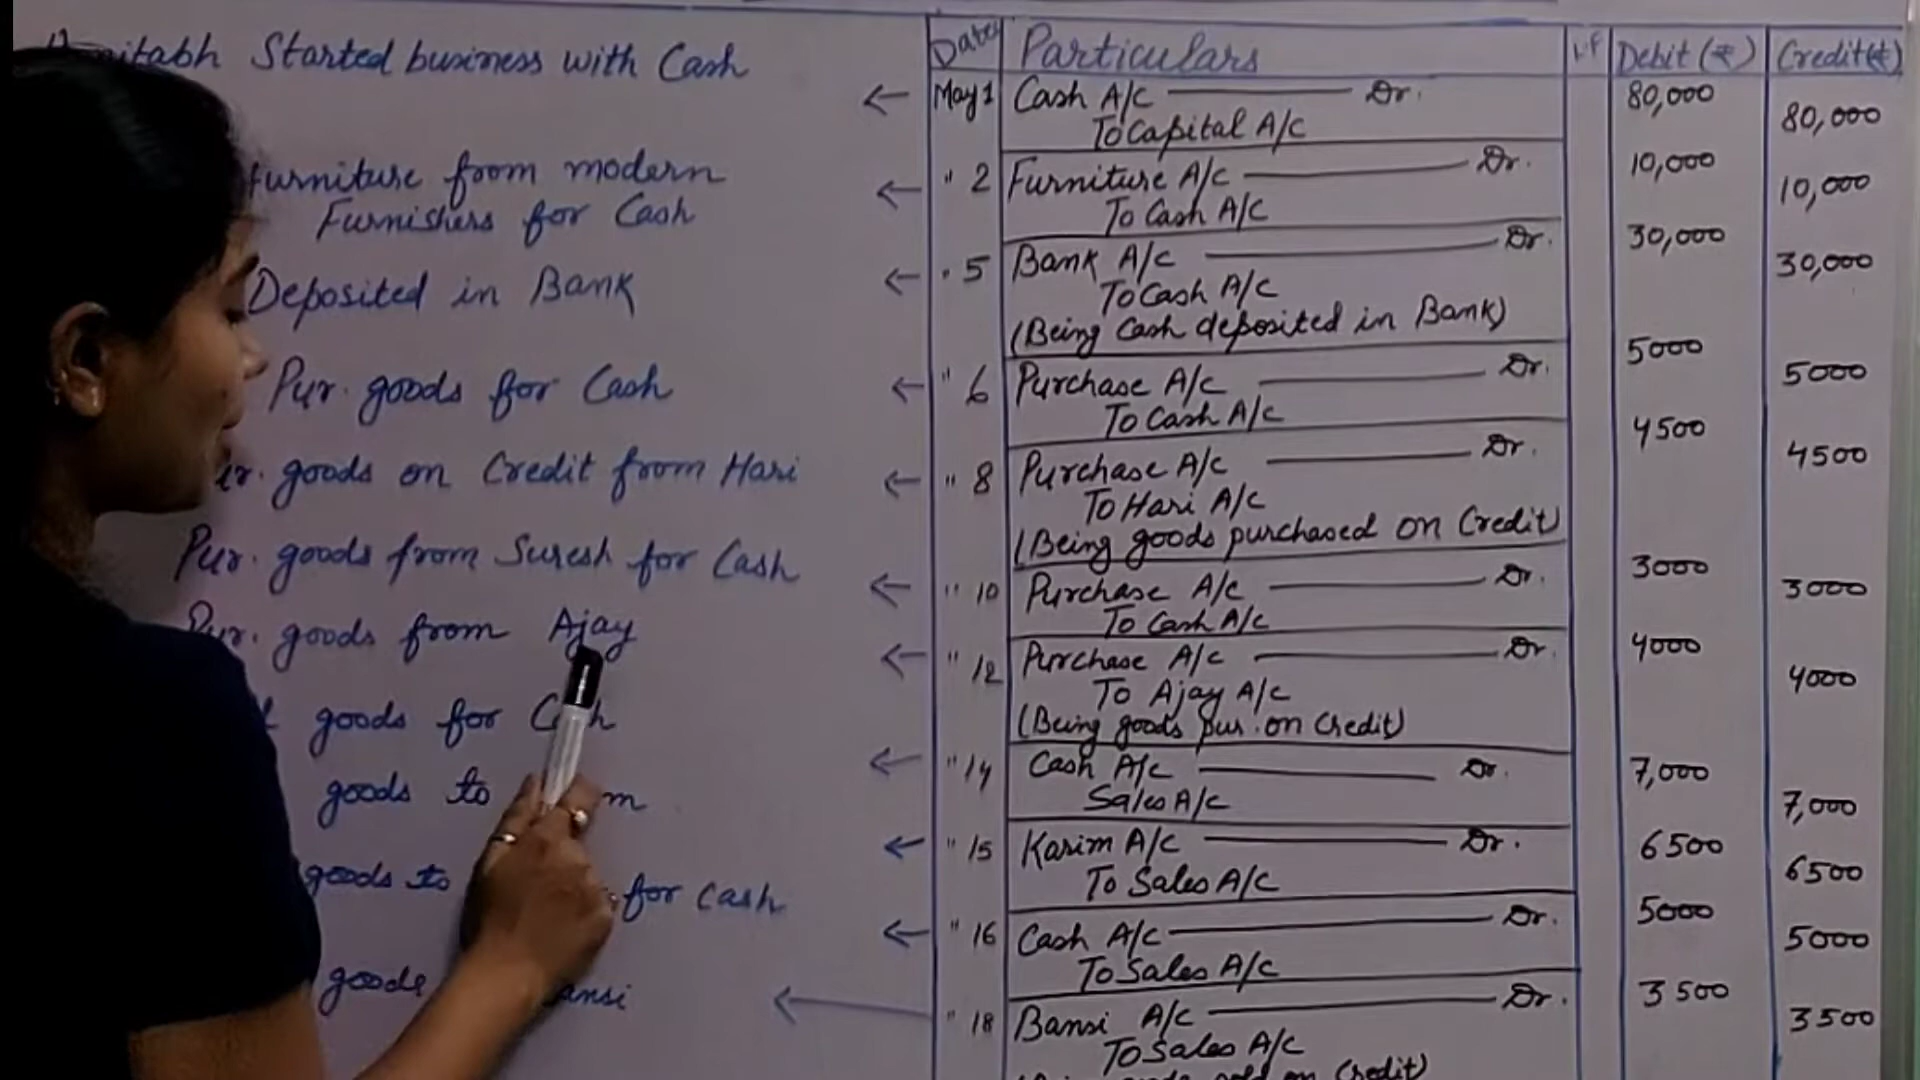 Started business with Cash
furniture from modern
Furnishers for Cash
Deposited in Bank
Pur. goods for Cash
goods on Credit from Hari
Pur. goods from Suresh for Cash
Pur. goods from Ajay
goods for
goods to
goods to for Cash
goods
Date Particulars L.F Debit (₹) Credit (₹)
May 1 Cash A/c Dr. 80,000
To Capital A/c 80,000
" 2 Furniture A/c Dr. 10,000
To Cash A/c 10,000
" 5 Bank A/c Dr. 30,000
To Cash A/c 30,000
(Being Cash deposited in Bank)
" 6 Purchase A/c Dr. 5000
To Cash A/c 5000
" 8 Purchase A/c Dr. 4500
To Hari A/c 4500
(Being goods purchased on Credit)
" 10 Purchase A/c Dr. 3000
To Cash A/c 3000
" 12 Purchase A/c Dr 4000
To Ajay A/c 4000
(Being goods pur. on Credit)
" 14 Cash A/c Dr. 7,000
Sales A/c 7,000
" 15 Karim A/c Dr. 6500
To Sales A/c 6500
" 16 Cash A/c Dr. 5000
To Sales A/c 5000
" 18 Bansi A/c Dr. 3500
To Sales A/c 3500
on Credit)